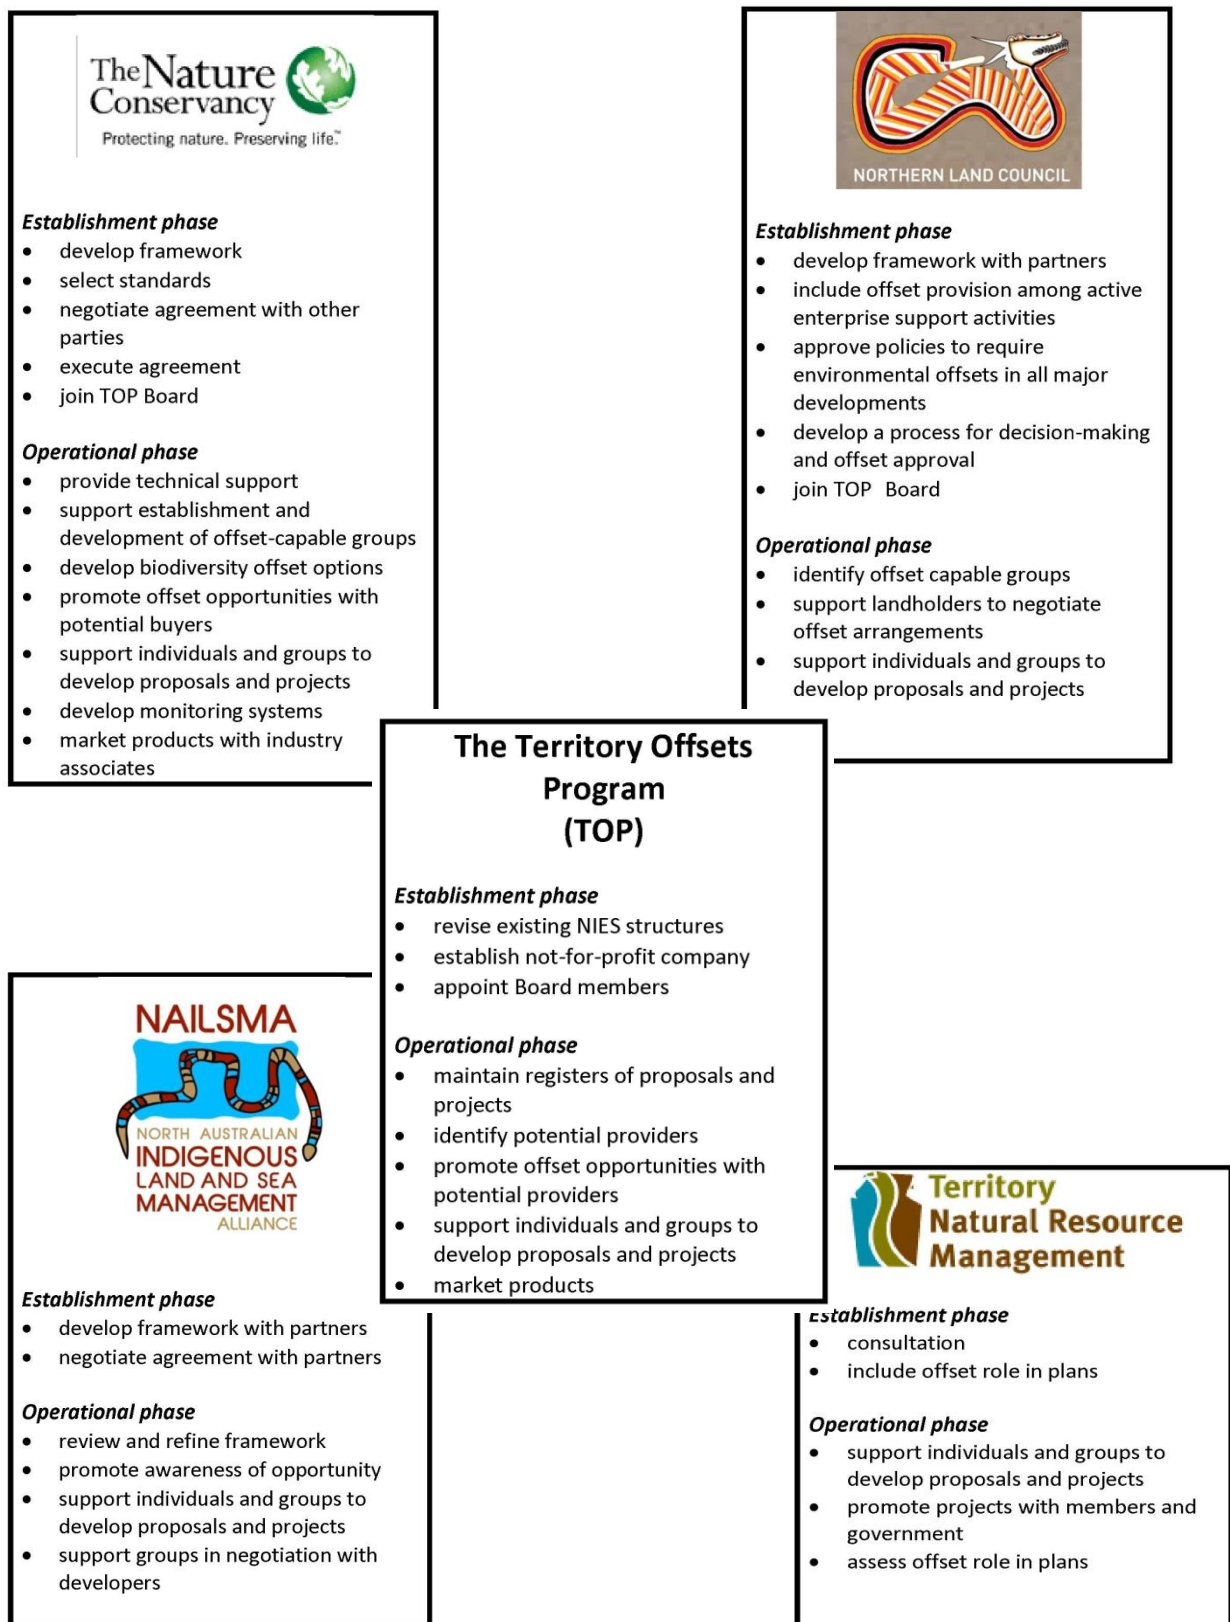 The Nature
Conservancy
Protecting nature. Preserving life.™
Establishment phase
• develop framework
• select standards
• negotiate agreement with other
parties
• execute agreement
• join TOP Board
Operational phase
• provide technical support
• support establishment and
development of offset-capable groups
• develop biodiversity offset options
• promote offset opportunities with
potential buyers
• support individuals and groups to
develop proposals and projects
• develop monitoring systems
• market products with industry
associates
NORTHERN LAND COUNCIL
Establishment phase
• develop framework with partners
• include offset provision among active
enterprise support activities
• approve policies to require
environmental offsets in all major
developments
• develop a process for decision-making
and offset approval
• join TOP Board
Operational phase
• identify offset capable groups
• support landholders to negotiate
offset arrangements
• support individuals and groups to
develop proposals and projects
The Territory Offsets
Program
(TOP)
Establishment phase
• revise existing NIES structures
• establish not-for-profit company
• appoint Board members
Operational phase
• maintain registers of proposals and
projects
• identify potential providers
• promote offset opportunities with
potential providers
• support individuals and groups to
develop proposals and projects
• market products
NAILSMA
NORTH AUSTRALIAN
INDIGENOUS
LAND AND SEA
MANAGEMENT
ALLIANCE
Establishment phase
• develop framework with partners
• negotiate agreement with partners
Operational phase
• review and refine framework
• promote awareness of opportunity
• support individuals and groups to
develop proposals and projects
• support groups in negotiation with
developers
Territory
Natural Resource
Management
Establishment phase
• consultation
• include offset role in plans
Operational phase
• support individuals and groups to
develop proposals and projects
• promote projects with members and
government
• assess offset role in plans